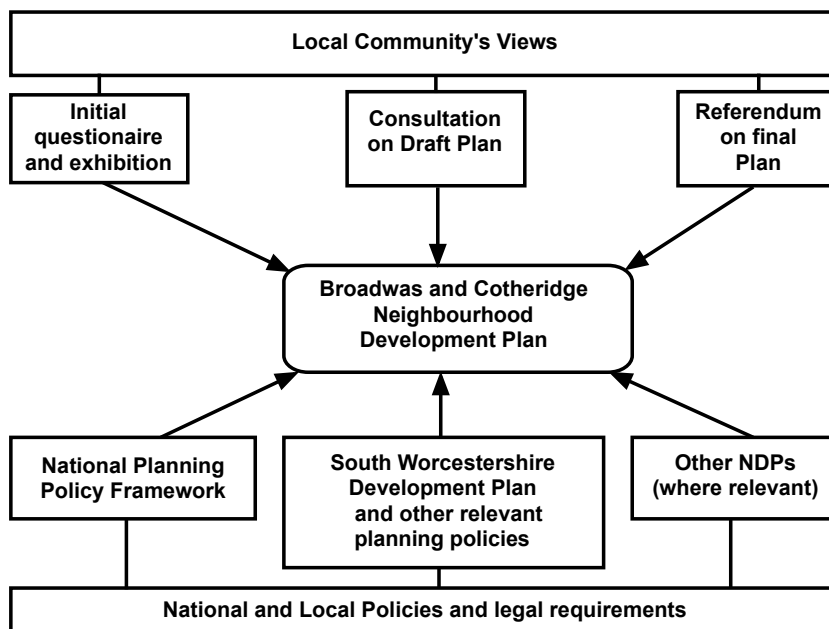 Local Community's Views
Initial
questionaire
and exhibition
Consultation
on Draft Plan
Referendum
on final
Plan
Broadwas and Cotheridge
Neighbourhood
Development Plan
National Planning
Policy Framework
South Worcestershire
Development Plan
and other relevant
planning policies
Other NDPs
(where relevant)
National and Local Policies and legal requirements